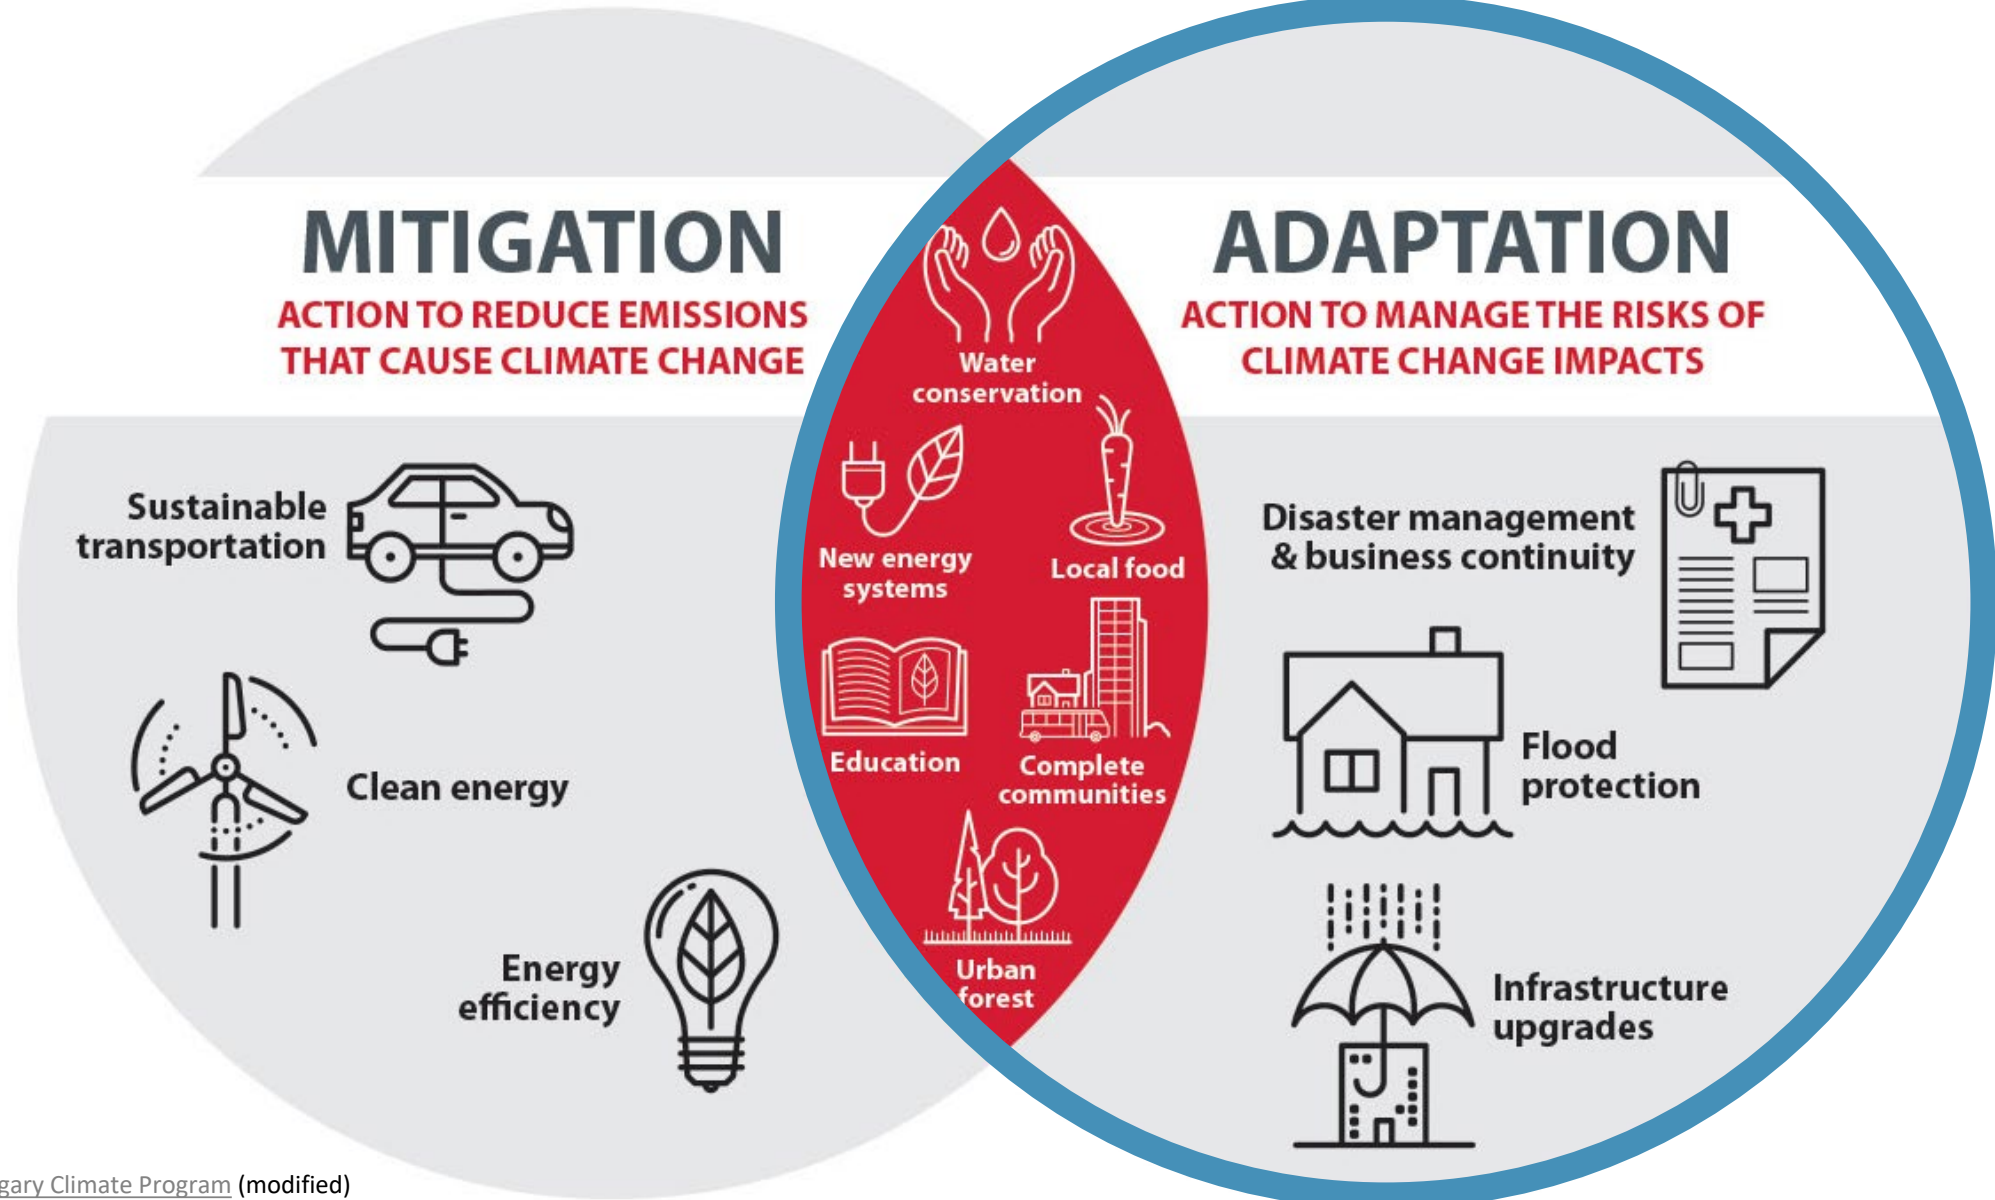 MITIGATION
ACTION TO REDUCE EMISSIONS
THAT CAUSE CLIMATE CHANGE
Sustainable
transportation
Clean energy
Energy
efficiency
Water
conservation
New energy
systems
Local food
Education
Complete
communities
Urban
forest
ADAPTATION
ACTION TO MANAGE THE RISKS OF
CLIMATE CHANGE IMPACTS
Disaster management
& business continuity
Flood
protection
Infrastructure
upgrades
gary Climate Program (modified)